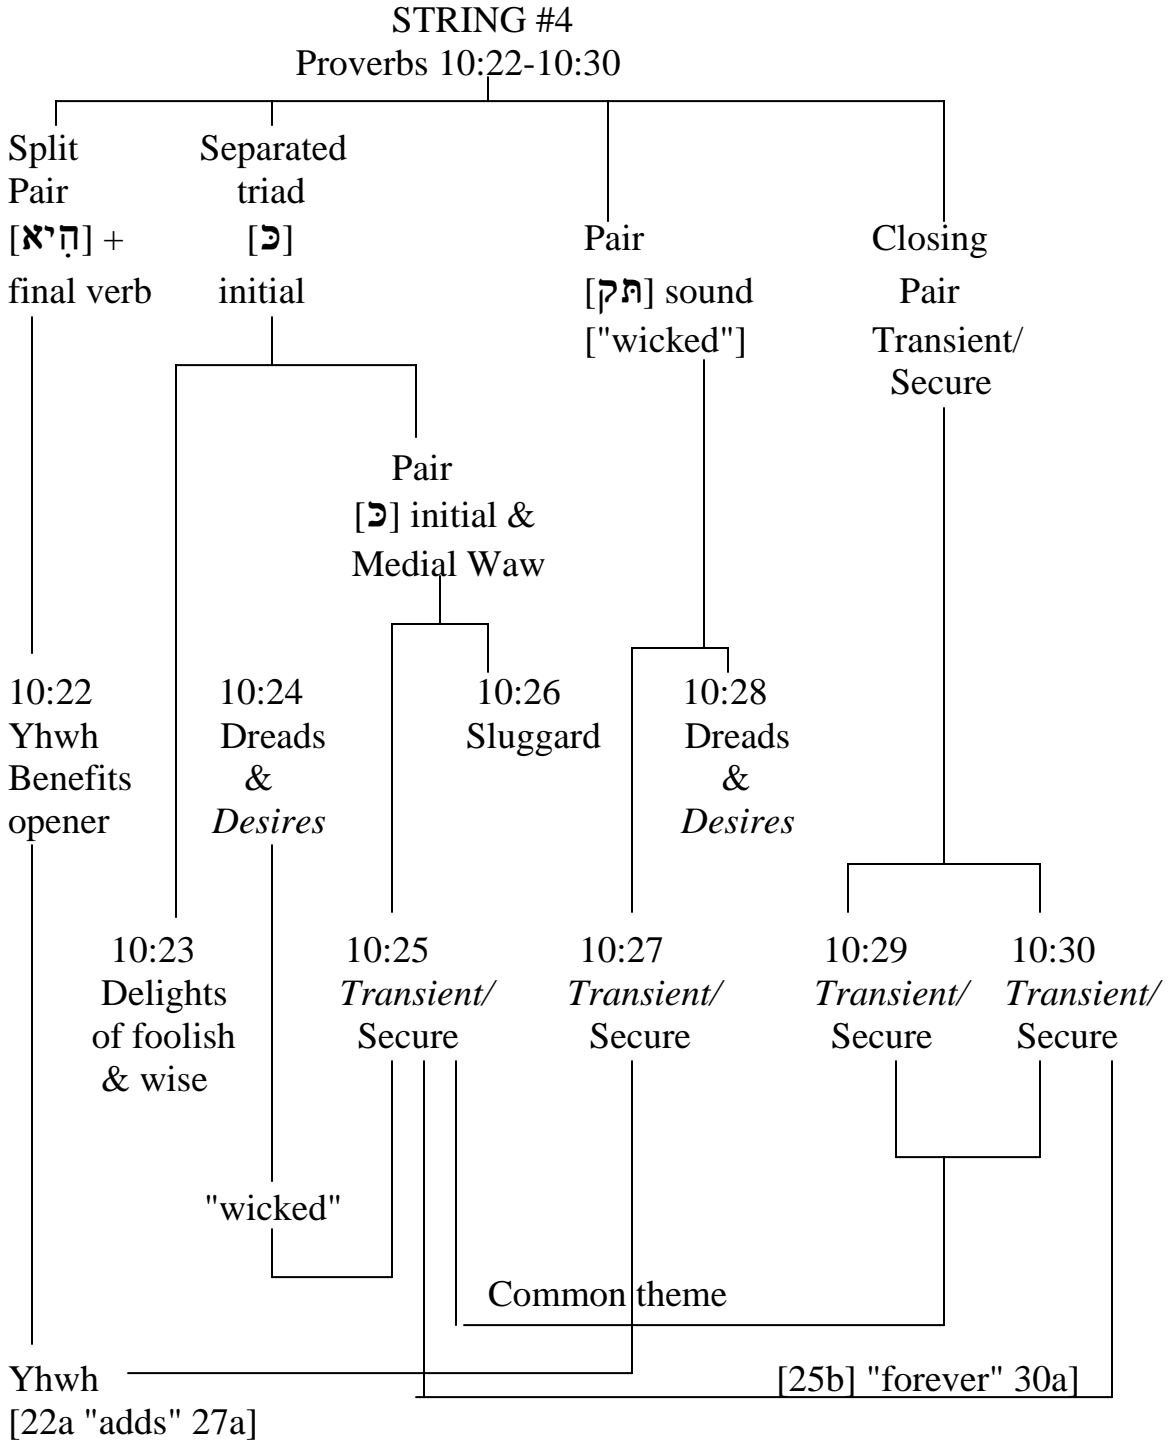 STRING #4
Proverbs 10:22-10:30
Split
Pair
[הִיא] +
final verb
Separated
triad
[כּ]
initial
Pair
[תּק] sound
["wicked"]
Closing
Pair
Transient/
Secure
Pair
[כּ] initial &
Medial Waw
10:22
Yhwh
Benefits
opener
10:24
Dreads
&
Desires
10:26
Sluggard
10:28
Dreads
&
Desires
10:23
Delights
of foolish
& wise
10:25
Transient/
Secure
10:27
Transient/
Secure
10:29
Transient/
Secure
10:30
Transient/
Secure
"wicked"
Common theme
Yhwh
[22a "adds" 27a]
[25b] "forever" 30a]